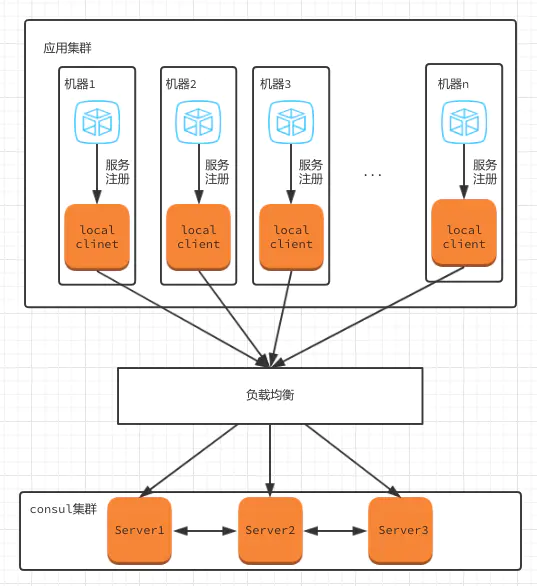 应用集群
机器1
机器2
机器3
机器n
服务
注册
服务
注册
服务
注册
服务
注册
...
local
clinet
local
client
local
client
local
client
负载均衡
consul集群
Server1
Server2
Server3